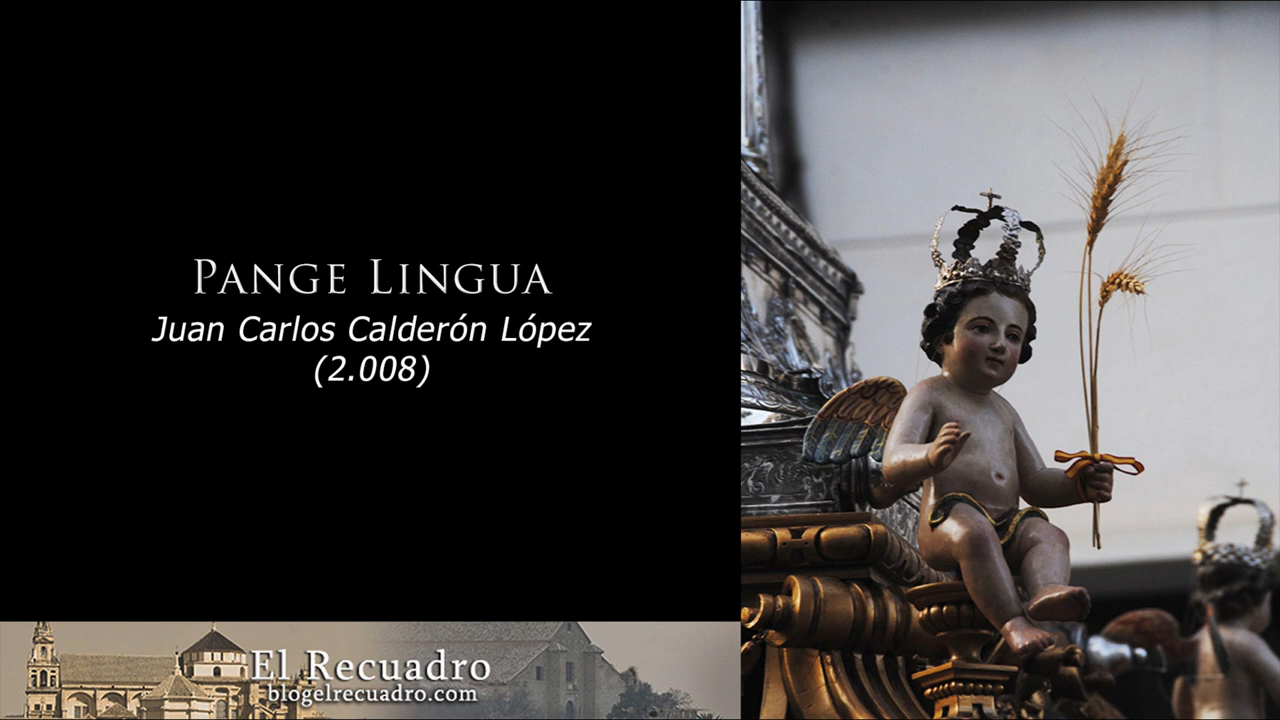 Pange Lingua
Juan Carlos Calderón López
(2.008)
El Recuadro
blogelrecuadro.com